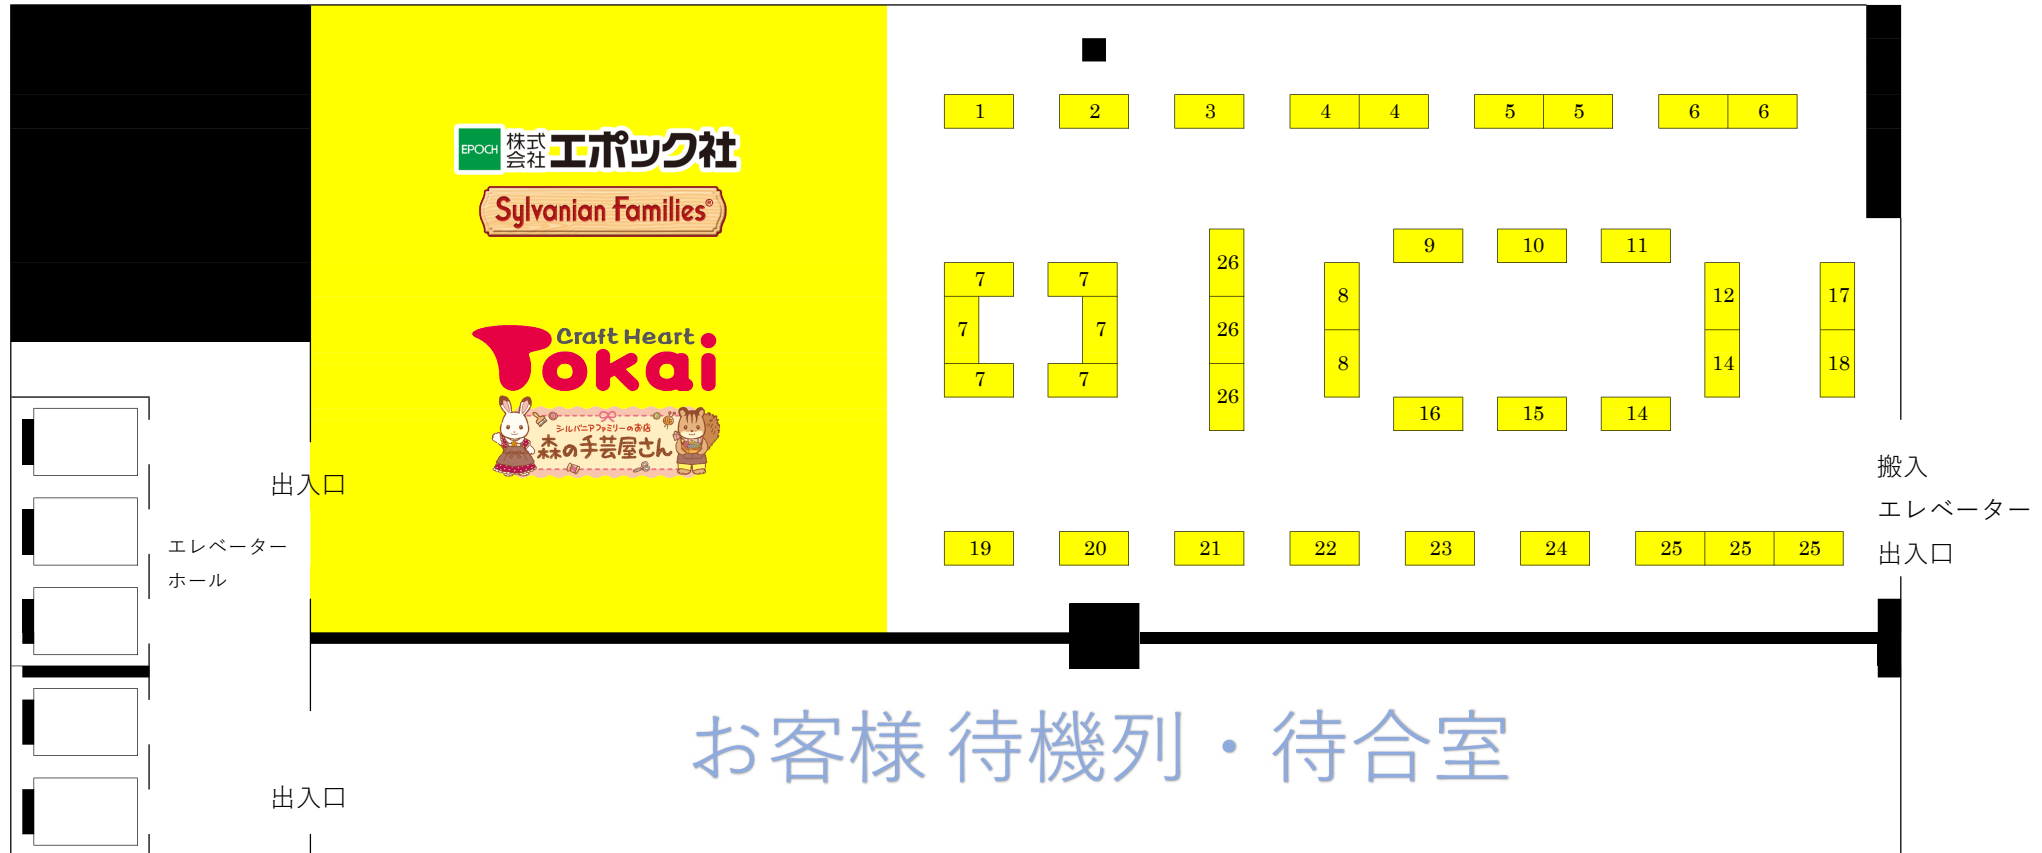 EPOCH 株式会社 エポック社
Sylvanian Families®
Craft Heart
Tokai
シルバニアファミリーのお店
森の手芸屋さん
1 2 3 4 4 5 5 6 6
9 10 11
7 7 26 8 12 17
7 7 26
7 7 26 8 14 18
16 15 14
19 20 21 22 23 24 25 25 25
出入口
エレベーター
ホール
出入口
搬入
エレベーター
出入口
お客様 待機列・待合室